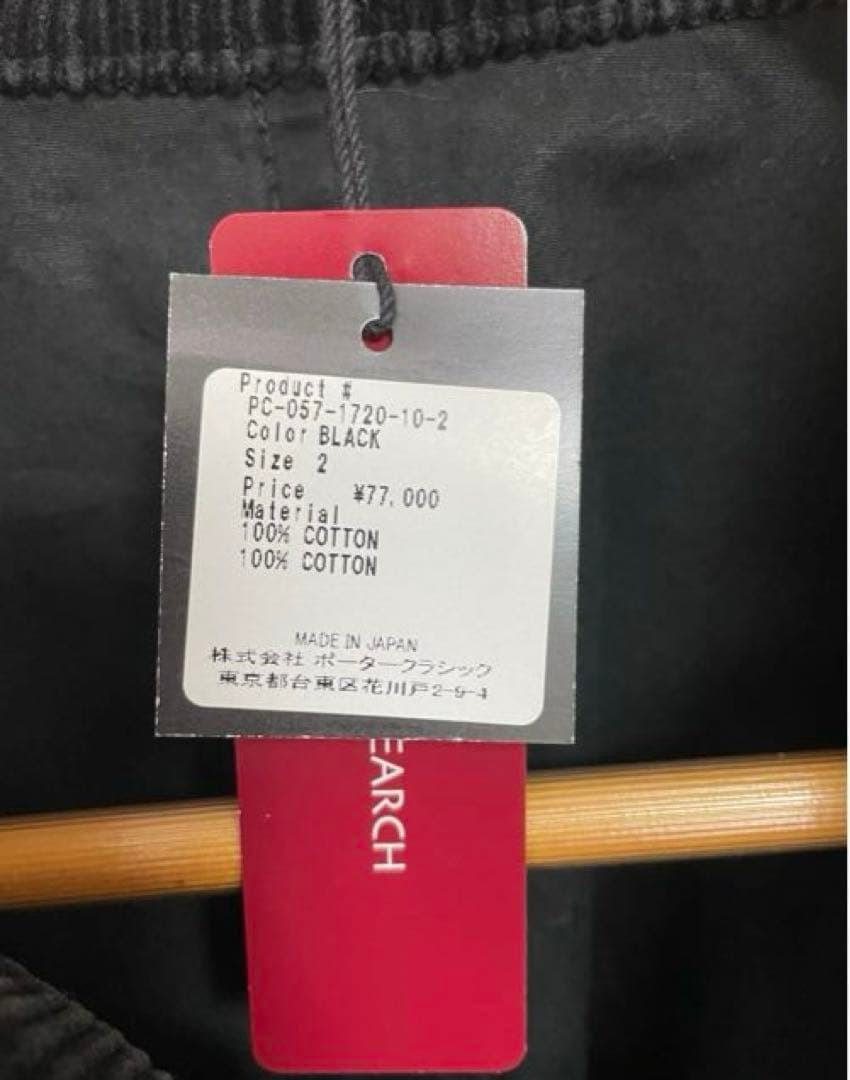 Product #
PC-057-1720-10-2
Color BLACK
Size 2
Price ¥77,000
Material
100% COTTON
100% COTTON
MADE IN JAPAN
株式会社 ポータークラシック
東京都台東区花川戸2-9-4
EARCH